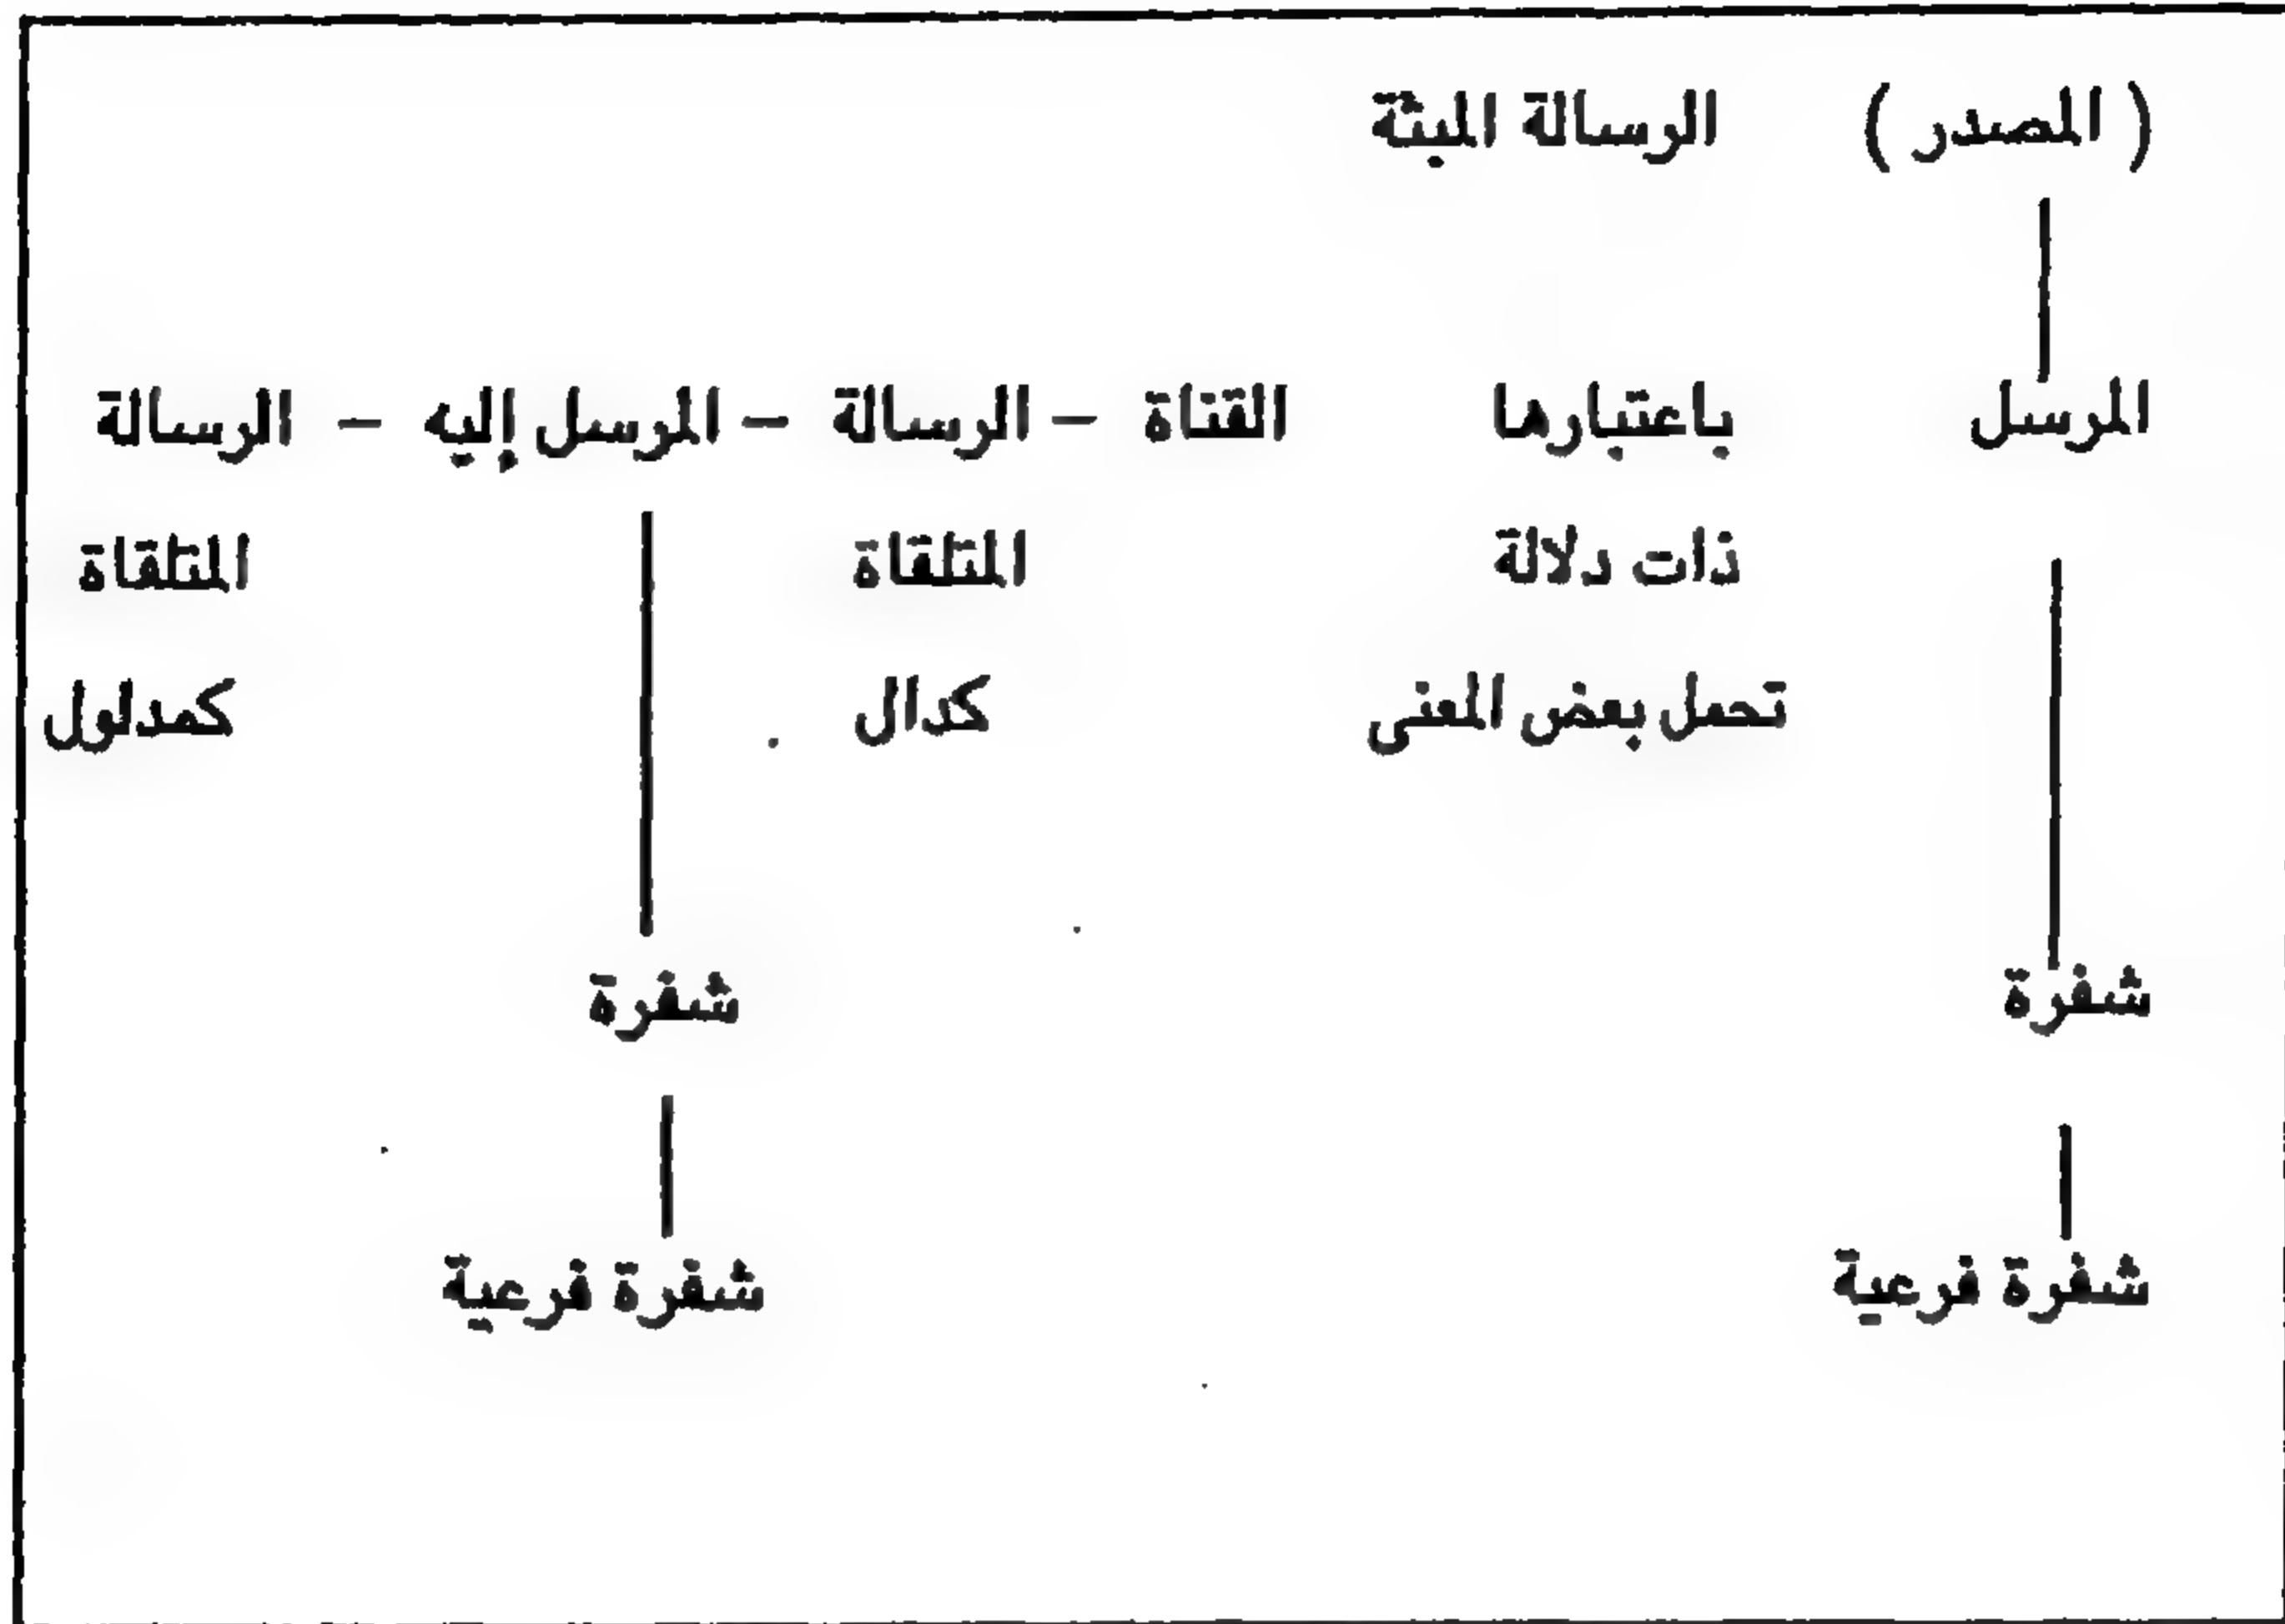 ( المصدر ) الرسالة المبثة
المرسل باعتبارها القناة – الرسالة – المرسل إليه – الرسالة
ذات دلالة المتلقاة المتلقاة
تحمل بعض المعنى كدال كمدلول
شفرة شفرة
شفرة فرعية شفرة فرعية